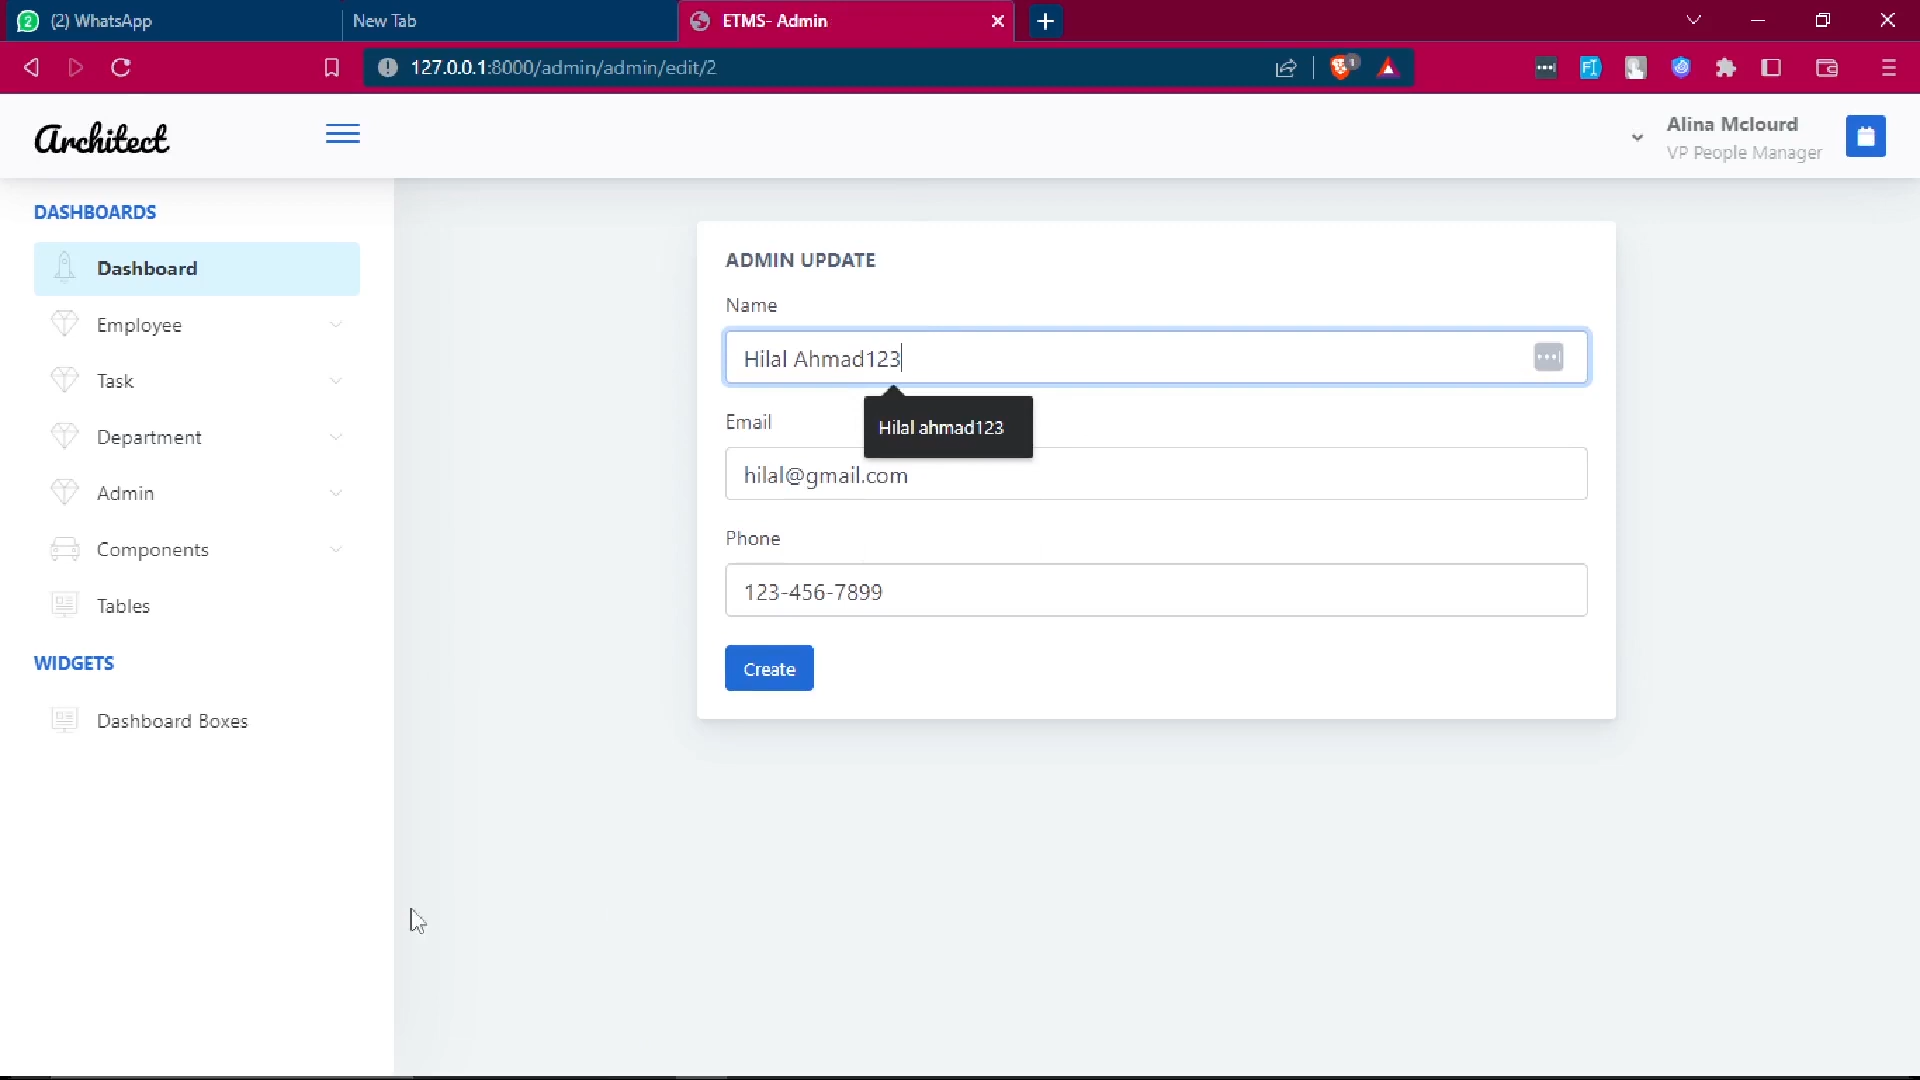 (2) WhatsApp
New Tab
ETMS- Admin
127.0.0.1:8000/admin/admin/edit/2
1
FI
Architect
Alina Mclourd
VP People Manager
DASHBOARDS
Dashboard
Employee
Task
Department
Admin
Components
Tables
WIDGETS
Dashboard Boxes
ADMIN UPDATE
Name
Hilal Ahmad123
Hilal ahmad123
Email
hilal@gmail.com
Phone
123-456-7899
Create